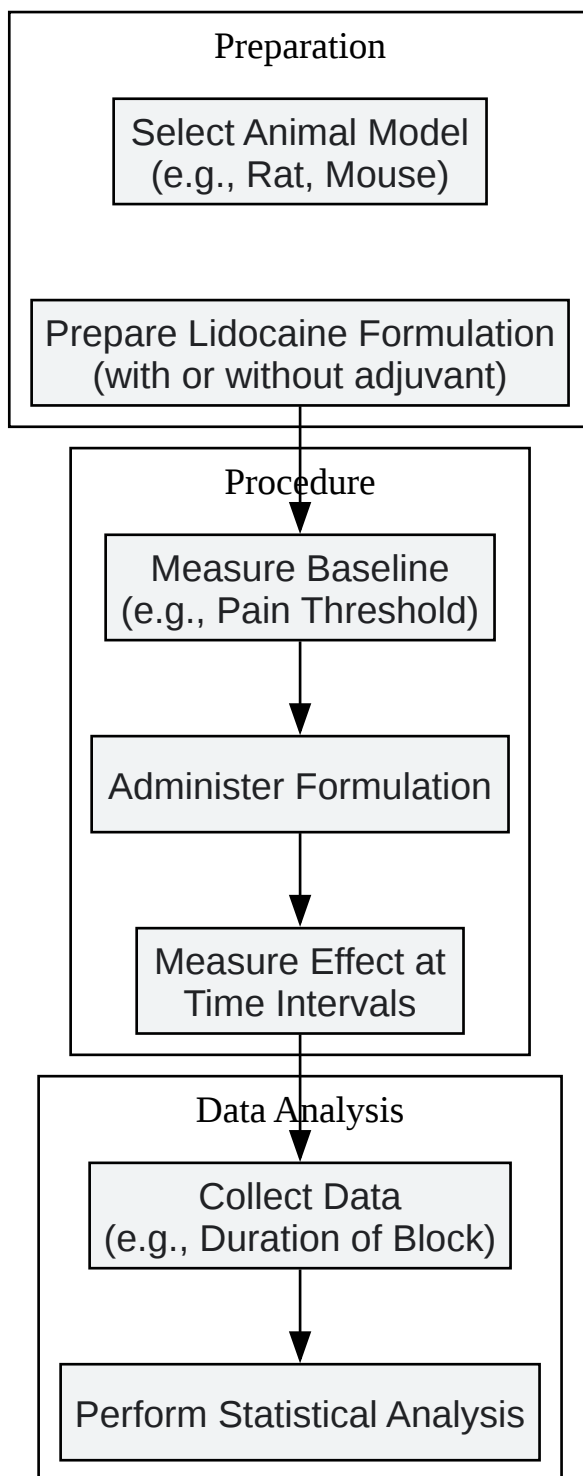 Preparation
Select Animal Model
(e.g., Rat, Mouse)
Prepare Lidocaine Formulation
(with or without adjuvant)
Procedure
Measure Baseline
(e.g., Pain Threshold)
Administer Formulation
Measure Effect at
Time Intervals
Data Analysis
Collect Data
(e.g., Duration of Block)
Perform Statistical Analysis